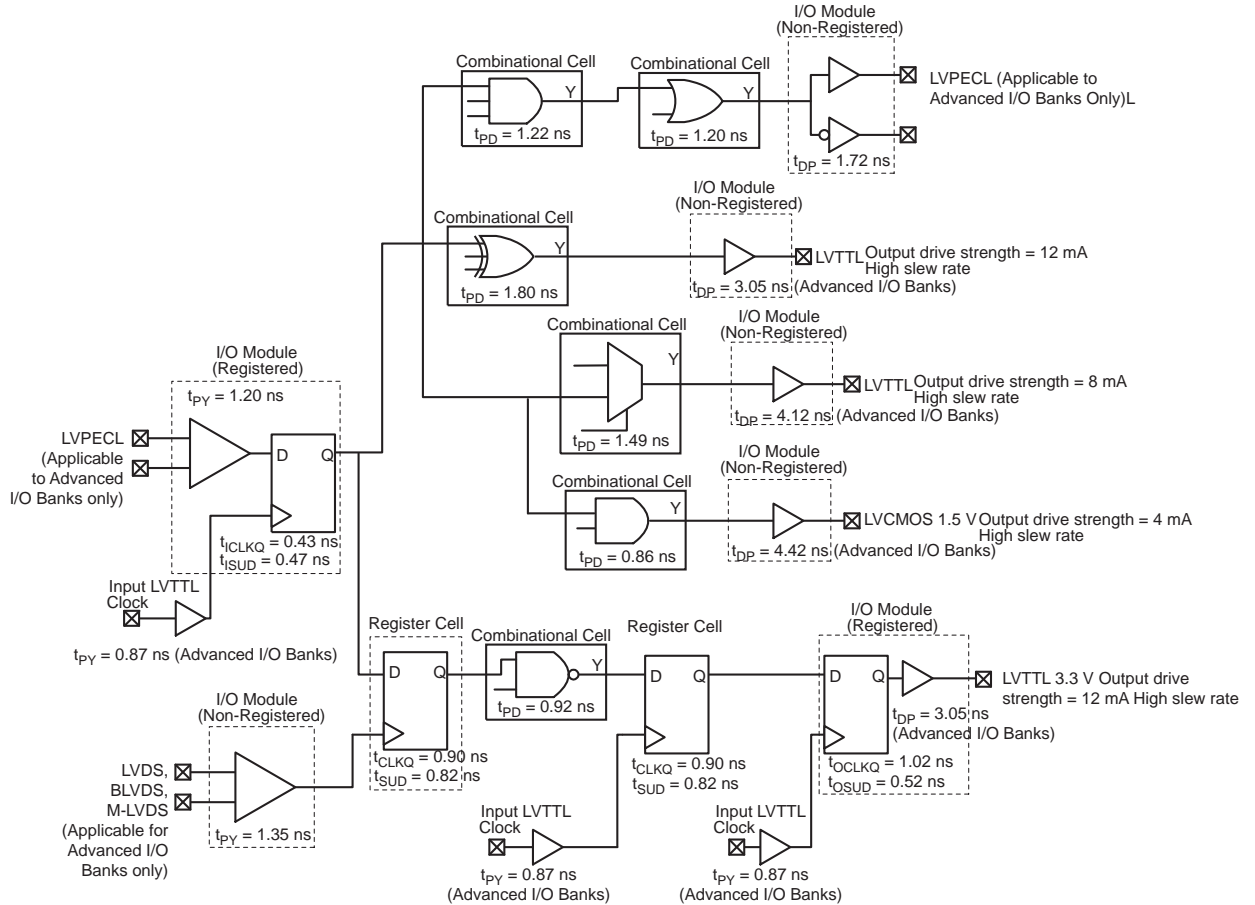 I/O Module
(Non-Registered)
Combinational Cell
Y
tPD = 1.22 ns
Combinational Cell
Y
tPD = 1.20 ns
tDP = 1.72 ns
LVPECL (Applicable to
Advanced I/O Banks Only)L
I/O Module
(Non-Registered)
Combinational Cell
Y
tPD = 1.80 ns
tDP = 3.05 ns (Advanced I/O Banks)
LVTTL Output drive strength = 12 mA
High slew rate
Combinational Cell
Y
tPD = 1.49 ns
I/O Module
(Non-Registered)
tDP = 4.12 ns (Advanced I/O Banks)
LVTTL Output drive strength = 8 mA
High slew rate
I/O Module
(Registered)
tPY = 1.20 ns
LVPECL
(Applicable
to Advanced
I/O Banks only)
D
Q
tICLKQ = 0.43 ns
tISUD = 0.47 ns
Input LVTTL
Clock
tPY = 0.87 ns (Advanced I/O Banks)
Combinational Cell
Y
tPD = 0.86 ns
I/O Module
(Non-Registered)
tDP = 4.42 ns (Advanced I/O Banks)
LVCMOS 1.5 V Output drive strength = 4 mA
High slew rate
I/O Module
(Non-Registered)
LVDS,
BLVDS,
M-LVDS
(Applicable for
Advanced I/O
Banks only)
tPY = 1.35 ns
Register Cell
D
Q
tCLKQ = 0.90 ns
tSUD = 0.82 ns
Combinational Cell
Y
tPD = 0.92 ns
Register Cell
D
Q
tCLKQ = 0.90 ns
tSUD = 0.82 ns
Input LVTTL
Clock
tPY = 0.87 ns
(Advanced I/O Banks)
I/O Module
(Registered)
D
Q
tDP = 3.05 ns
(Advanced I/O Banks)
tOCLKQ = 1.02 ns
tOSUD = 0.52 ns
LVTTL 3.3 V Output drive
strength = 12 mA High slew rate
Input LVTTL
Clock
tPY = 0.87 ns
(Advanced I/O Banks)